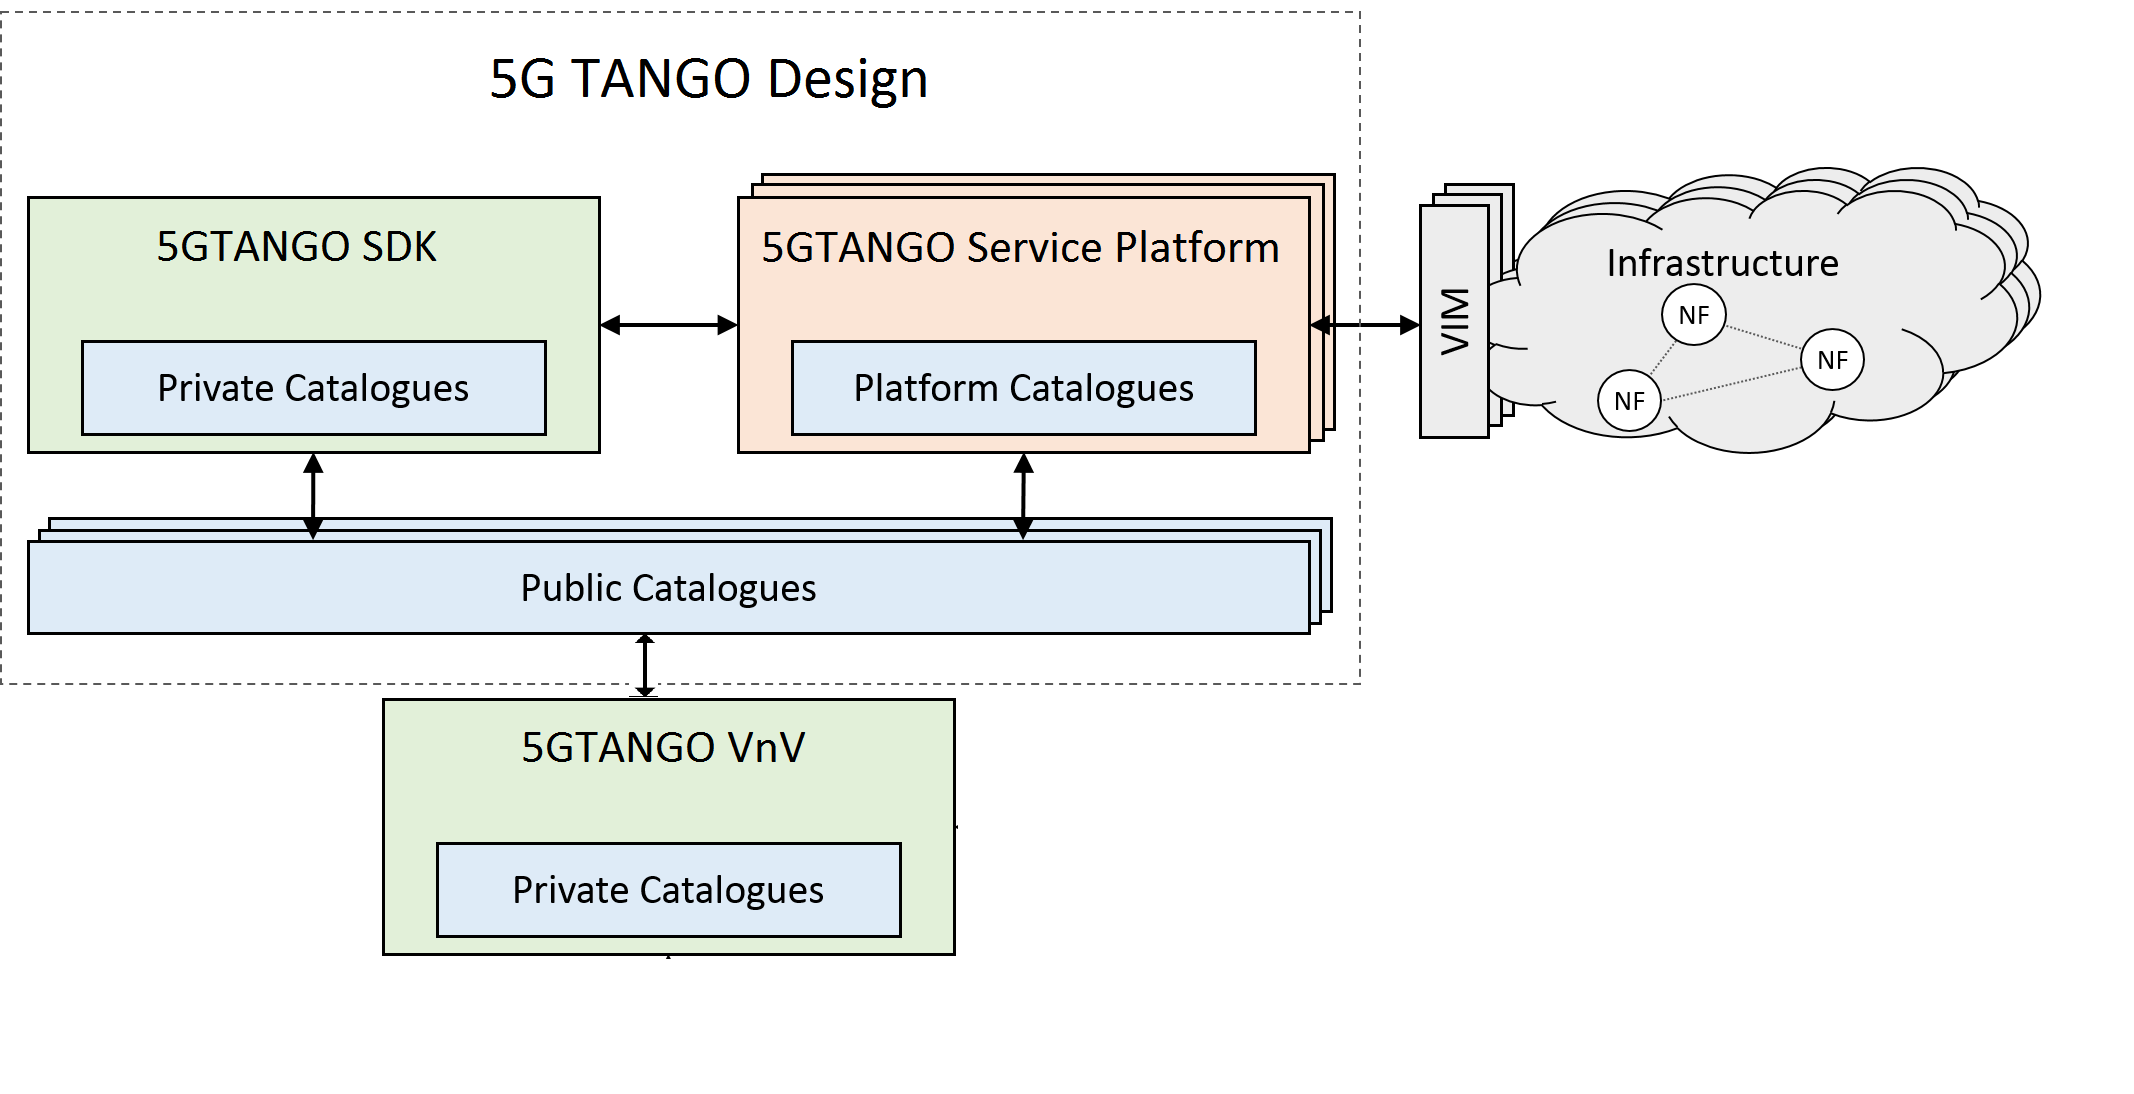 5G TANGO Design
5GTANGO SDK
Private Catalogues
5GTANGO Service Platform
Platform Catalogues
VIM
Infrastructure
NF
NF
NF
Public Catalogues
5GTANGO VnV
Private Catalogues